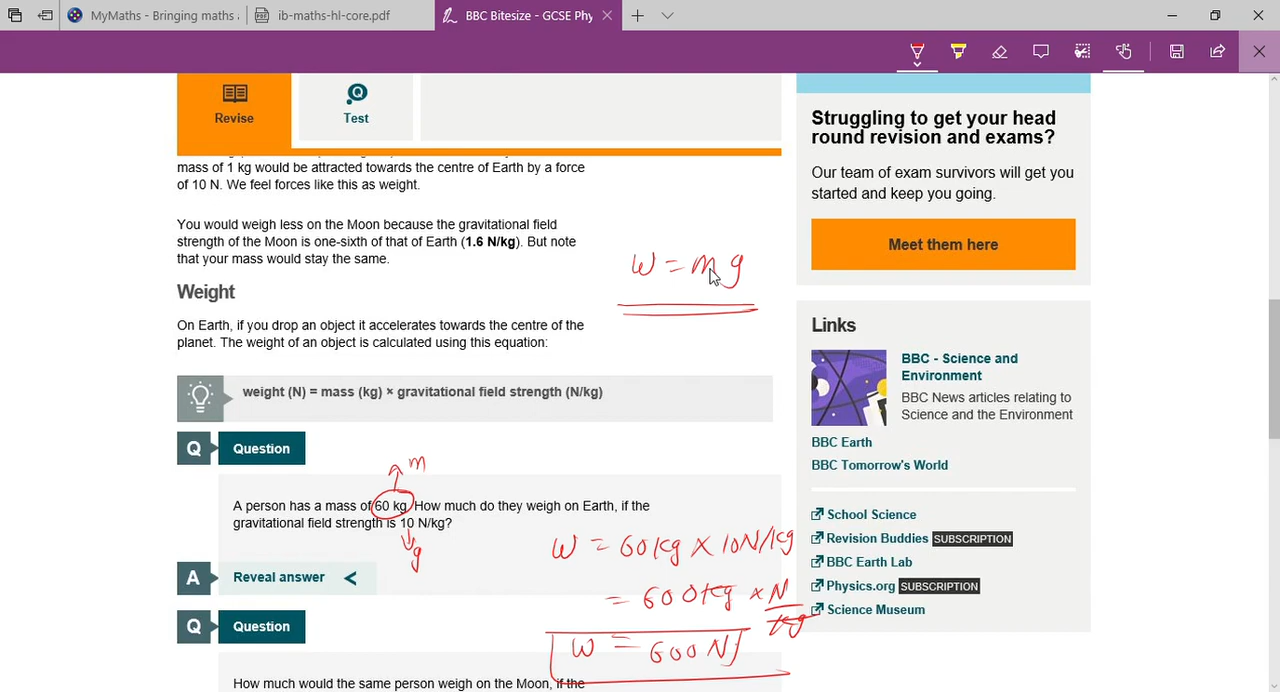 MyMaths - Bringing maths
ib-maths-hl-core.pdf
BBC Bitesize - GCSE Phy
Revise
Test
mass of 1 kg would be attracted towards the centre of Earth by a force
of 10 N. We feel forces like this as weight.
You would weigh less on the Moon because the gravitational field
strength of the Moon is one-sixth of that of Earth (1.6 N/kg). But note
that your mass would stay the same.
W = mg
Weight
On Earth, if you drop an object it accelerates towards the centre of the
planet. The weight of an object is calculated using this equation:
weight (N) = mass (kg) × gravitational field strength (N/kg)
Q
Question
m
A person has a mass of 60 kg. How much do they weigh on Earth, if the
gravitational field strength is 10 N/kg?
g
W = 60kg × 10N/kg
= 600kg × N/kg
W = 600N
A
Reveal answer
Q
Question
How much would the same person weigh on the Moon, if the
Struggling to get your head
round revision and exams?
Our team of exam survivors will get you
started and keep you going.
Meet them here
Links
BBC - Science and
Environment
BBC News articles relating to
Science and the Environment
BBC Earth
BBC Tomorrow's World
School Science
Revision Buddies SUBSCRIPTION
BBC Earth Lab
Physics.org SUBSCRIPTION
Science Museum